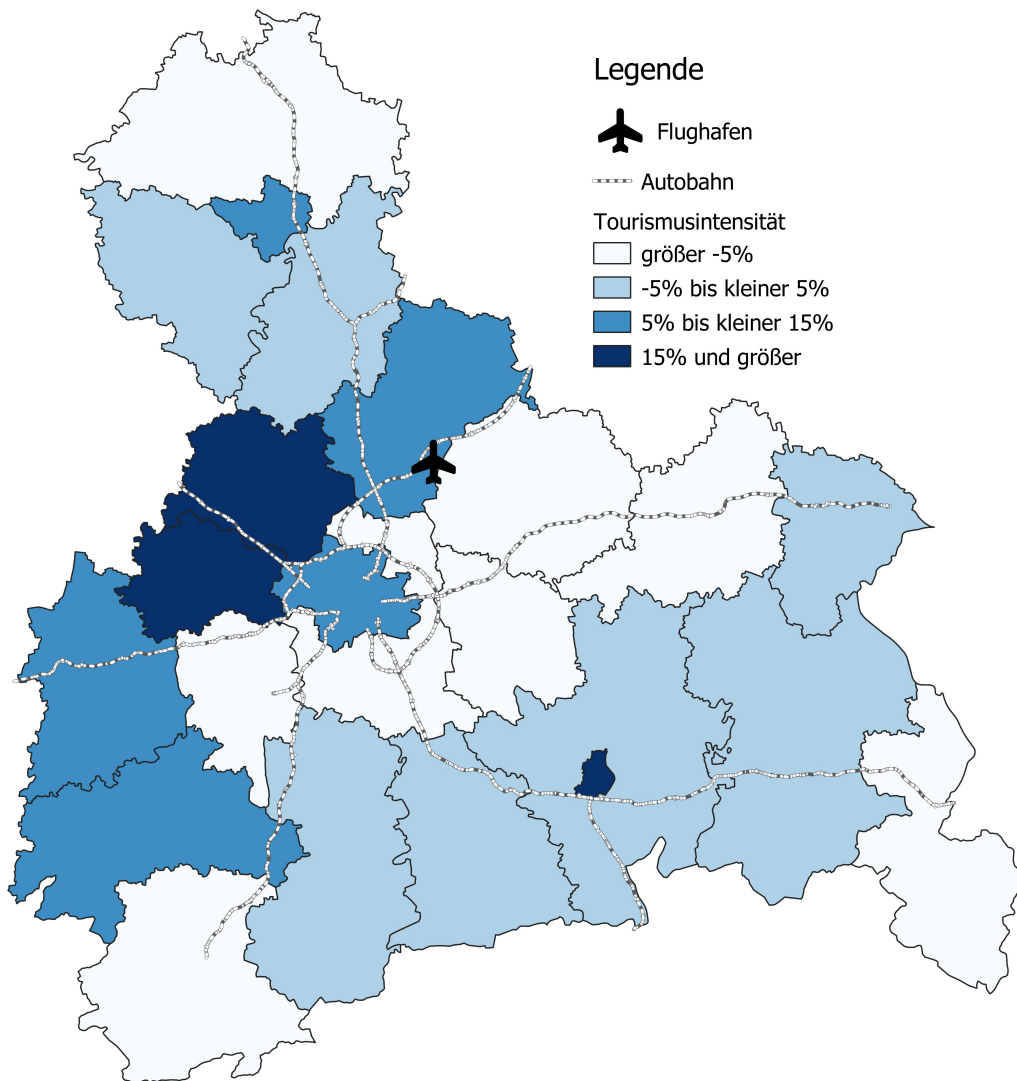 Legende
Flughafen
Autobahn
Tourismusintensität
größer -5%
-5% bis kleiner 5%
5% bis kleiner 15%
15% und größer